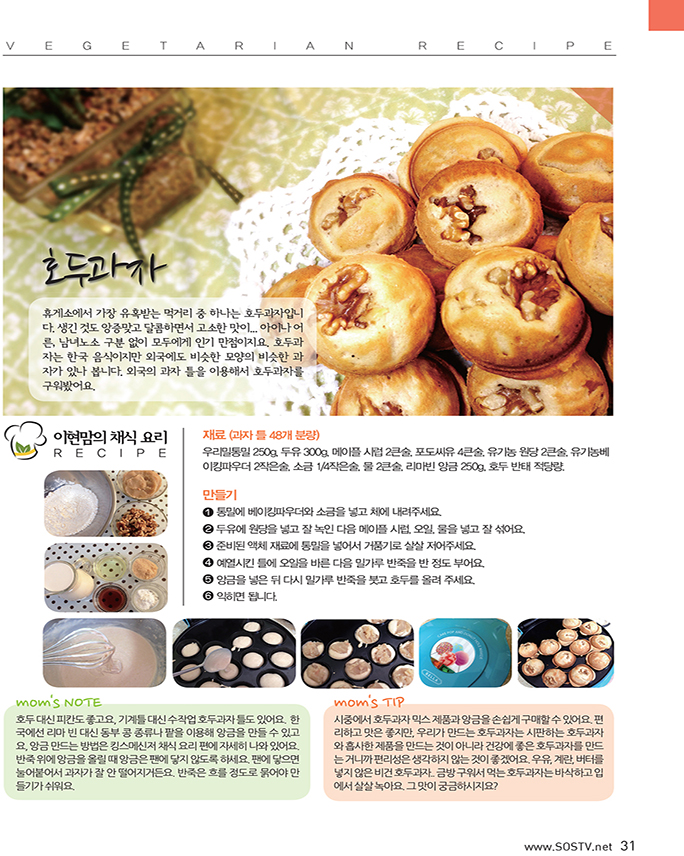 VEGETARIAN RECIPE
호두과자
휴게소에서 가장 유혹받는 먹거리 중 하나는 호두과자입니
다. 생긴 것도 앙증맞고 달콤하면서 고소한 맛이... 아이나 어
른, 남녀노소 구분 없이 모두에게 인기 만점이지요. 호두과
자는 한국 음식이지만 외국에도 비슷한 모양의 비슷한 과
자가 있나 봅니다. 외국의 과자 틀을 이용해서 호두과자를
구워봤어요.
이현맘의 채식 요리
RECIPE
재료 (과자 틀 48개 분량)
우리밀통밀 250g, 두유 300g, 메이플 시럽 2큰술, 포도씨유 4큰술, 유기농 원당 2큰술, 유기농베
이킹파우더 2작은술, 소금 1/4작은술, 물 2큰술, 리마빈 앙금 250g, 호두 반태 적당량.
만들기
❶ 통밀에 베이킹파우더와 소금을 넣고 체에 내려주세요.
❷ 두유에 원당을 넣고 잘 녹인 다음 메이플 시럽, 오일, 물을 넣고 잘 섞어요.
❸ 준비된 액체 재료에 통밀을 넣어서 거품기로 살살 저어주세요.
❹ 예열시킨 틀에 오일을 바른 다음 밀가루 반죽을 반 정도 부어요.
❺ 앙금을 넣은 뒤 다시 밀가루 반죽을 붓고 호두를 올려 주세요.
❻ 익히면 됩니다.
mom's NOTE
호두 대신 피칸도 좋고요, 기계틀 대신 수작업 호두과자 틀도 있어요. 한
국에선 리마 빈 대신 동부 콩 종류나 팥을 이용해 앙금을 만들 수 있고
요, 앙금 만드는 방법은 킹스메신저 채식 요리 편에 자세히 나와 있어요.
반죽 위에 앙금을 올릴 때 앙금은 팬에 닿지 않도록 하세요. 팬에 닿으면
눌어붙어서 과자가 잘 안 떨어지거든요. 반죽은 흐를 정도로 묽어야 만
들기가 쉬워요.
mom's TIP
시중에서 호두과자 믹스 제품과 앙금을 손쉽게 구매할 수 있어요. 편
리하고 맛은 좋지만, 우리가 만드는 호두과자는 시판하는 호두과자
와 흡사한 제품을 만드는 것이 아니라 건강에 좋은 호두과자를 만드
는 거니까 편리성은 생각하지 않는 것이 좋겠어요. 우유, 계란, 버터를
넣지 않은 비건 호두과자.. 금방 구워서 먹는 호두과자는 바삭하고 입
에서 살살 녹아요. 그 맛이 궁금하시지요?
www.SOSTV.net 31